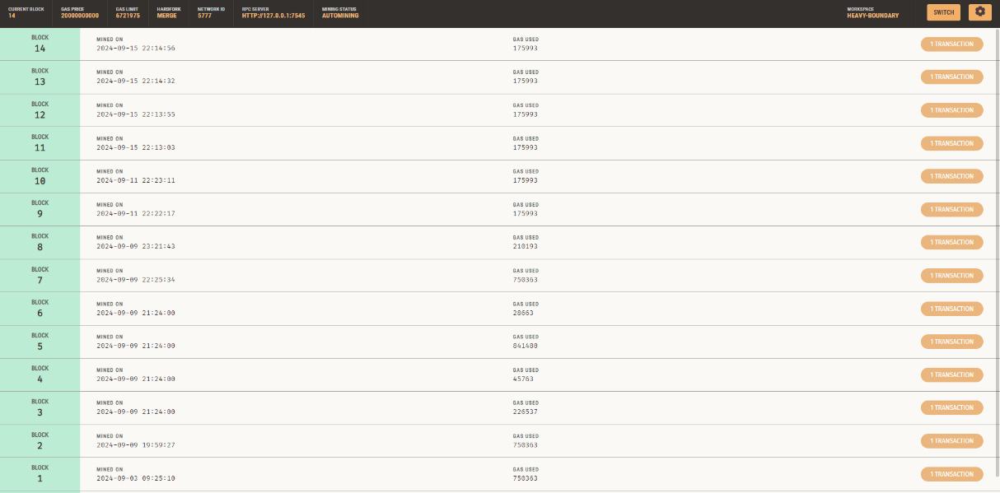 CURRENT BLOCK
14
GAS PRICE
20000000000
GAS LIMIT
6721975
HARDFORK
MERGE
NETWORK ID
5777
RPC SERVER
HTTP://127.0.0.1:7545
MINING STATUS
AUTOMINING
WORKSPACE
HEAVY-BOUNDARY
SWITCH
BLOCK
14
MINED ON
2024-09-15 22:14:56
GAS USED
175993
1 TRANSACTION
BLOCK
13
MINED ON
2024-09-15 22:14:32
GAS USED
175993
1 TRANSACTION
BLOCK
12
MINED ON
2024-09-15 22:13:55
GAS USED
175993
1 TRANSACTION
BLOCK
11
MINED ON
2024-09-15 22:13:03
GAS USED
175993
1 TRANSACTION
BLOCK
10
MINED ON
2024-09-11 22:23:11
GAS USED
175993
1 TRANSACTION
BLOCK
9
MINED ON
2024-09-11 22:22:17
GAS USED
175993
1 TRANSACTION
BLOCK
8
MINED ON
2024-09-09 23:21:43
GAS USED
210193
1 TRANSACTION
BLOCK
7
MINED ON
2024-09-09 22:25:34
GAS USED
750363
1 TRANSACTION
BLOCK
6
MINED ON
2024-09-09 21:24:00
GAS USED
28663
1 TRANSACTION
BLOCK
5
MINED ON
2024-09-09 21:24:00
GAS USED
841480
1 TRANSACTION
BLOCK
4
MINED ON
2024-09-09 21:24:00
GAS USED
45763
1 TRANSACTION
BLOCK
3
MINED ON
2024-09-09 21:24:00
GAS USED
226537
1 TRANSACTION
BLOCK
2
MINED ON
2024-09-09 19:59:27
GAS USED
750363
1 TRANSACTION
BLOCK
1
MINED ON
2024-09-03 09:25:10
GAS USED
750363
1 TRANSACTION